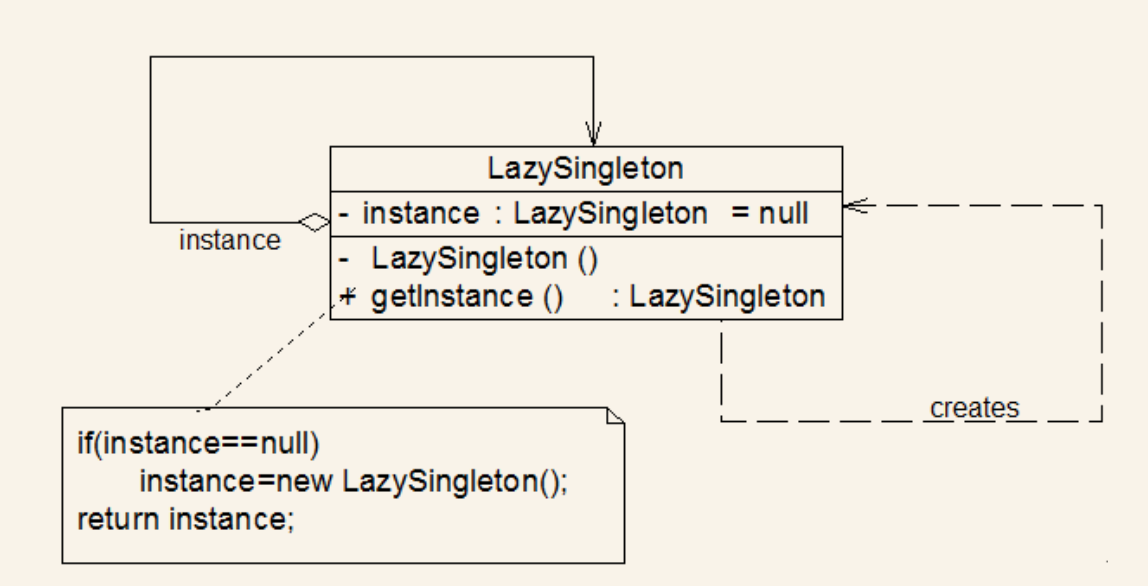 LazySingleton
- instance : LazySingleton = null
instance
- LazySingleton ()
+ getInstance () : LazySingleton
creates
if(instance==null)
instance=new LazySingleton();
return instance;